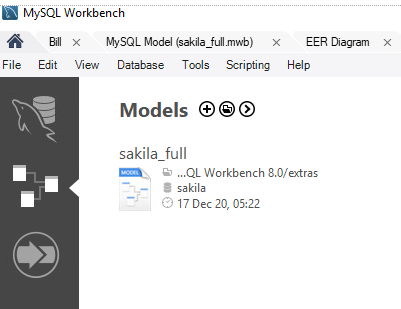 MySQL Workbench
Bill MySQL Model (sakila_full.mwb) EER Diagram
File Edit View Database Tools Scripting Help
Models
sakila_full
MODEL
...QL Workbench 8.0/extras
sakila
17 Dec 20, 05:22